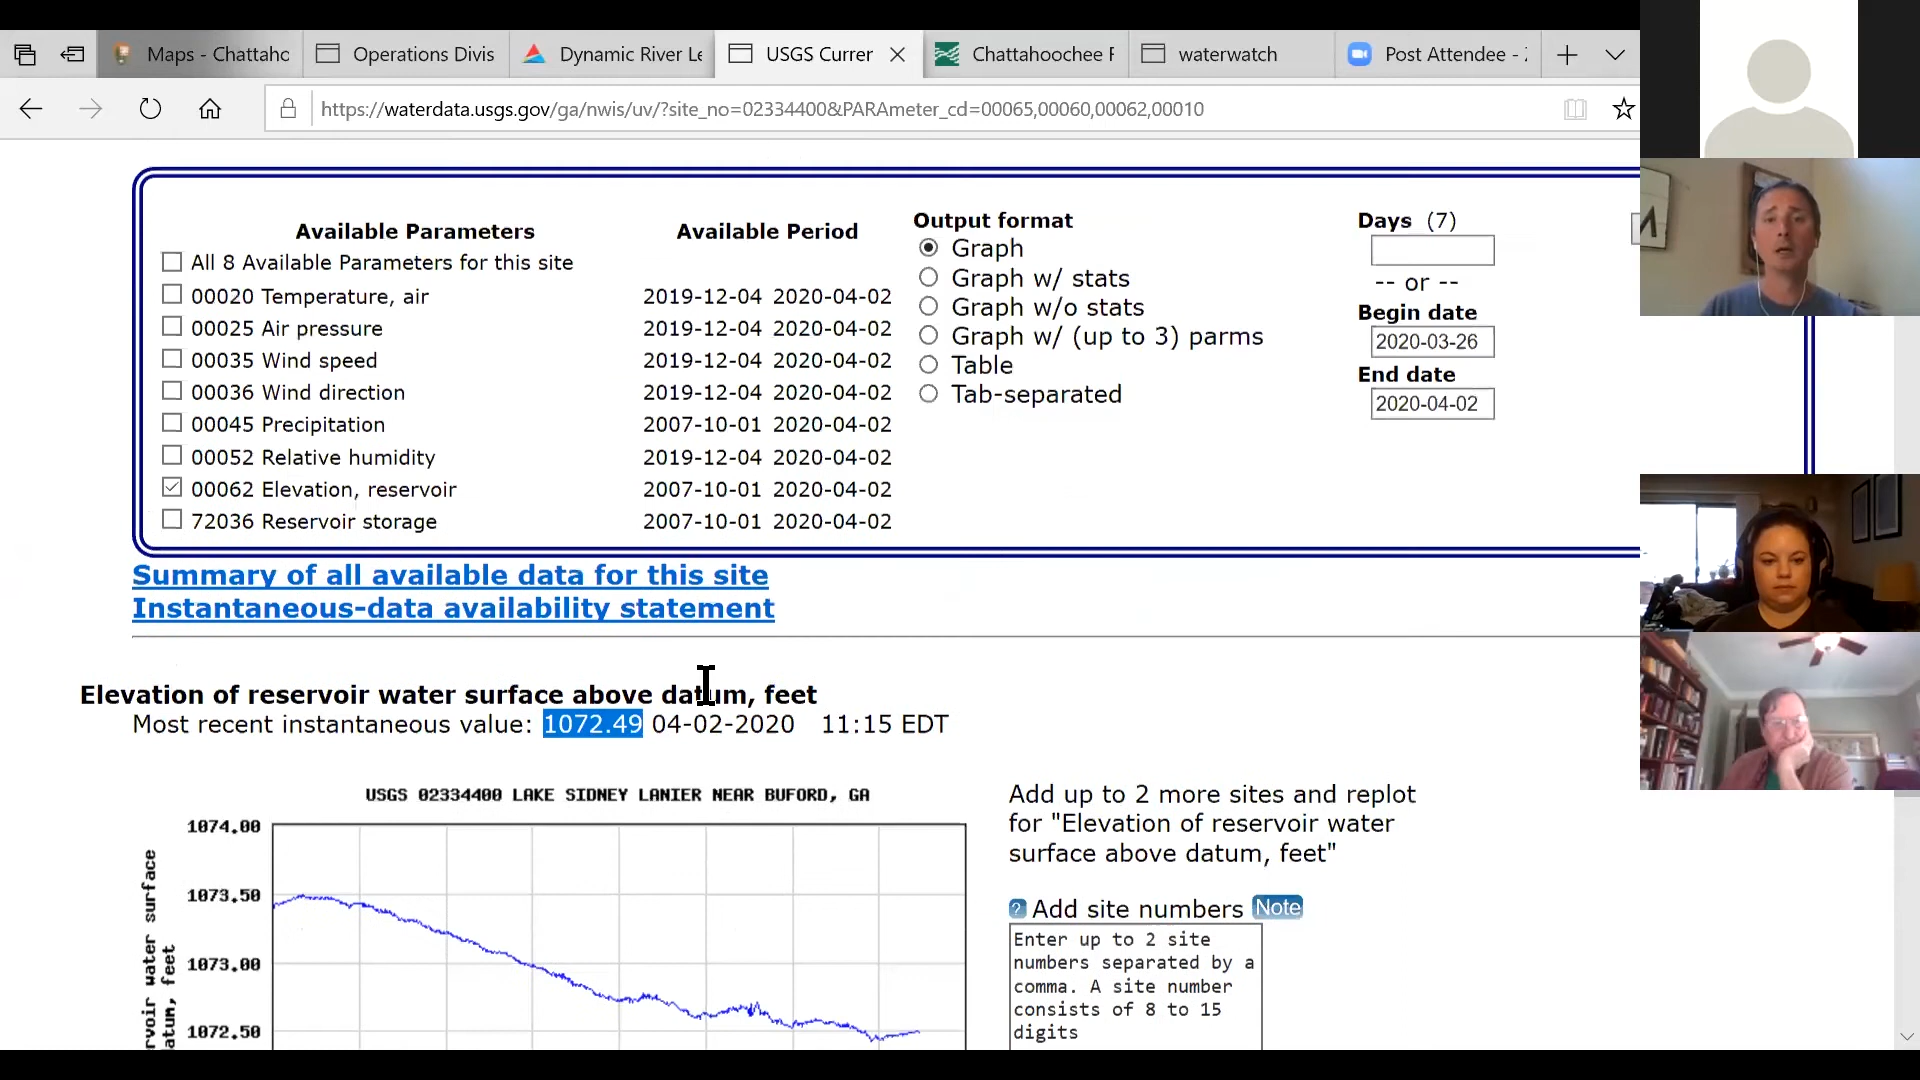 Maps - Chattaho
Operations Divis
Dynamic River Le
USGS Currer
Chattahoochee F
waterwatch
Post Attendee - :
https://waterdata.usgs.gov/ga/nwis/uv/?site_no=02334400&PARAmeter_cd=00065,00060,00062,00010
Available Parameters Available Period
All 8 Available Parameters for this site
00020 Temperature, air 2019-12-04 2020-04-02
00025 Air pressure 2019-12-04 2020-04-02
00035 Wind speed 2019-12-04 2020-04-02
00036 Wind direction 2019-12-04 2020-04-02
00045 Precipitation 2007-10-01 2020-04-02
00052 Relative humidity 2019-12-04 2020-04-02
00062 Elevation, reservoir 2007-10-01 2020-04-02
72036 Reservoir storage 2007-10-01 2020-04-02
Output format
Graph
Graph w/ stats
Graph w/o stats
Graph w/ (up to 3) parms
Table
Tab-separated
Days (7)
-- or --
Begin date
2020-03-26
End date
2020-04-02
Summary of all available data for this site
Instantaneous-data availability statement
Elevation of reservoir water surface above datum, feet
Most recent instantaneous value: 1072.49 04-02-2020 11:15 EDT
USGS 02334400 LAKE SIDNEY LANIER NEAR BUFORD, GA
1074.00
1073.50
1073.00
1072.50
rvoir water surface
atum, feet
Add up to 2 more sites and replot
for "Elevation of reservoir water
surface above datum, feet"
? Add site numbers Note
Enter up to 2 site
numbers separated by a
comma. A site number
consists of 8 to 15
digits